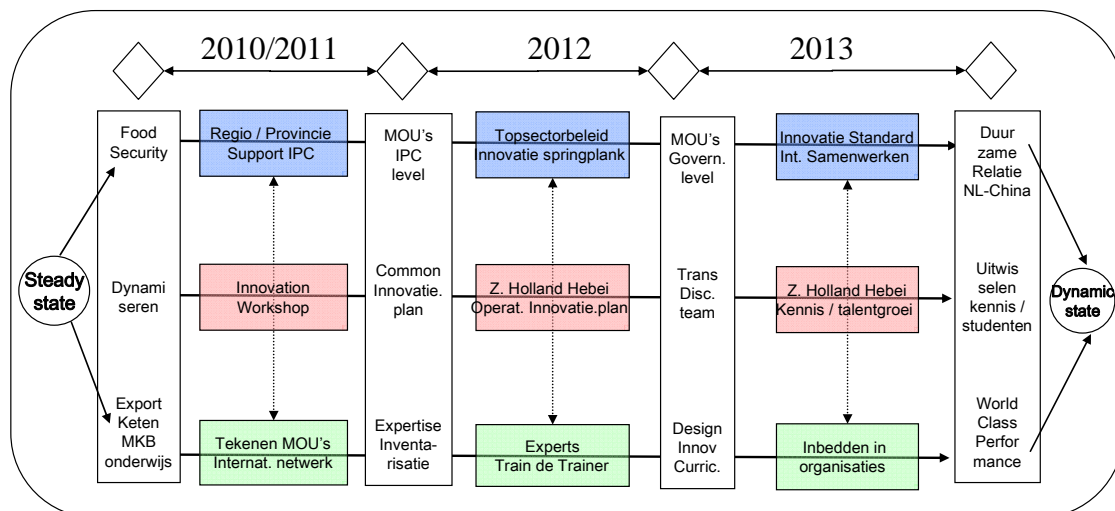 2010/2011
2012
2013
Steady
state
Food
Security
Dynami
seren
Export
Keten
MKB
onderwijs
Regio / Provincie
Support IPC
Innovation
Workshop
Tekenen MOU's
Internat. netwerk
MOU's
IPC
level
Common
Innovatie.
plan
Expertise
Inventa-
risatie
Topsectorbeleid
Innovatie springplank
Z. Holland Hebei
Operat. Innovatie.plan
Experts
Train de Trainer
MOU's
Govern.
level
Trans
Disc.
team
Design
Innov
Curric.
Innovatie Standard
Int. Samenwerken
Z. Holland Hebei
Kennis / talentgroei
Inbedden in
organisaties
Duur
zame
Relatie
NL-China
Uitwis
selen
kennis /
studenten
World
Class
Perfor
mance
Dynamic
state